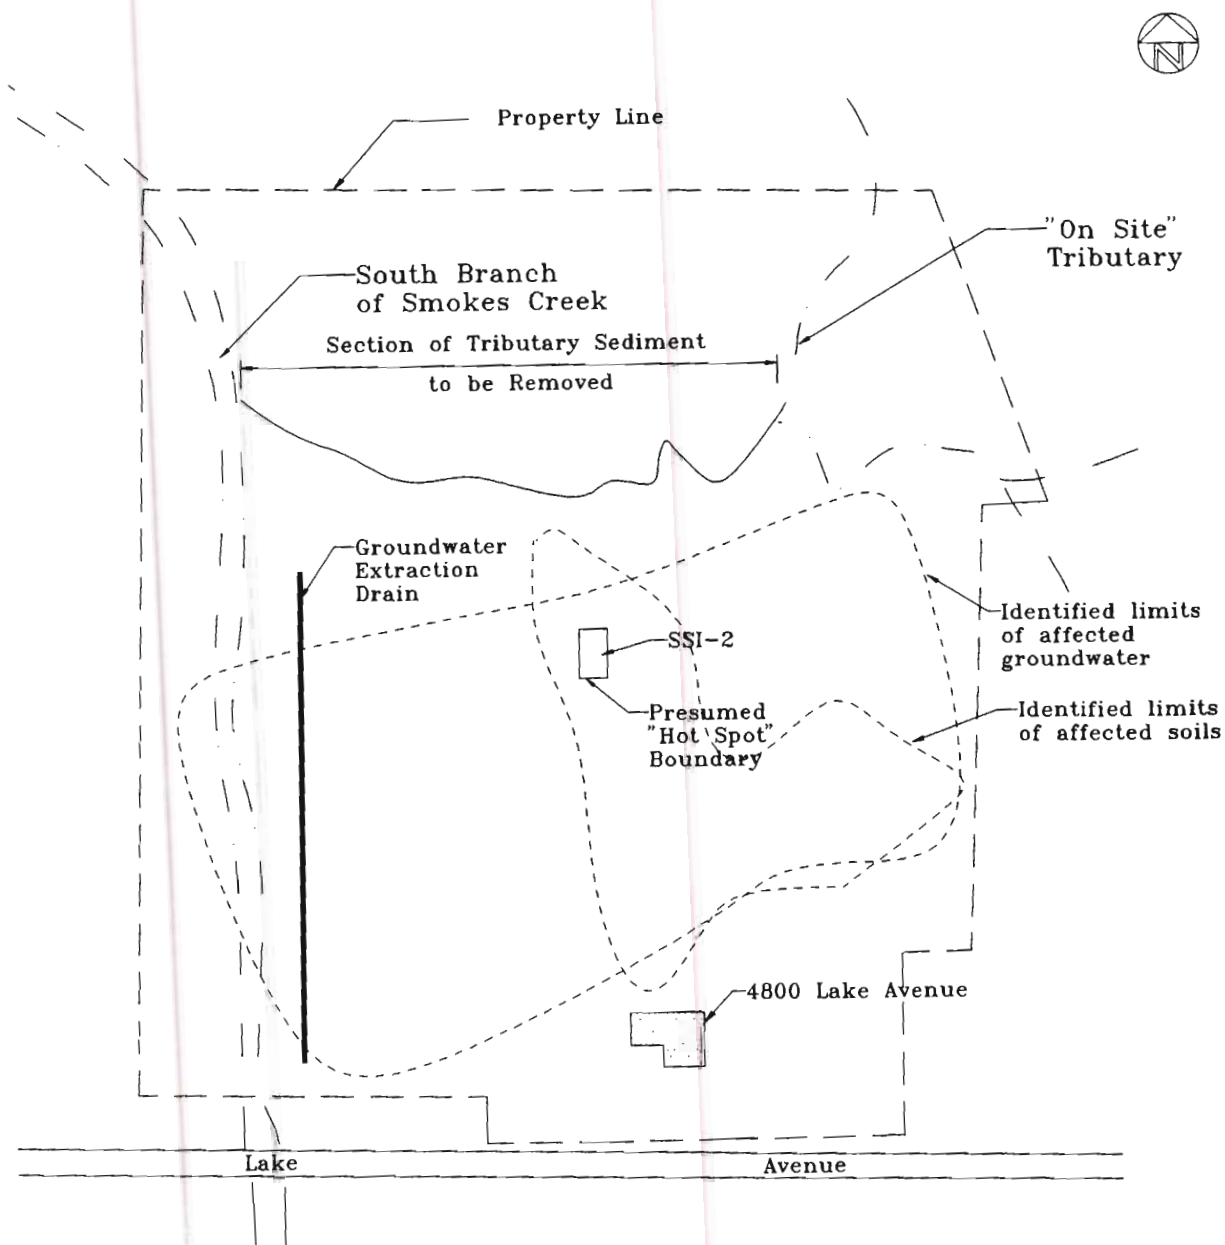 N
Property Line
"On Site"
Tributary
South Branch
of Smokes Creek
Section of Tributary Sediment
to be Removed
Groundwater
Extraction
Drain
Identified limits
of affected
groundwater
SSI-2
Presumed
"Hot Spot"
Boundary
Identified limits
of affected soils
4800 Lake Avenue
Lake Avenue